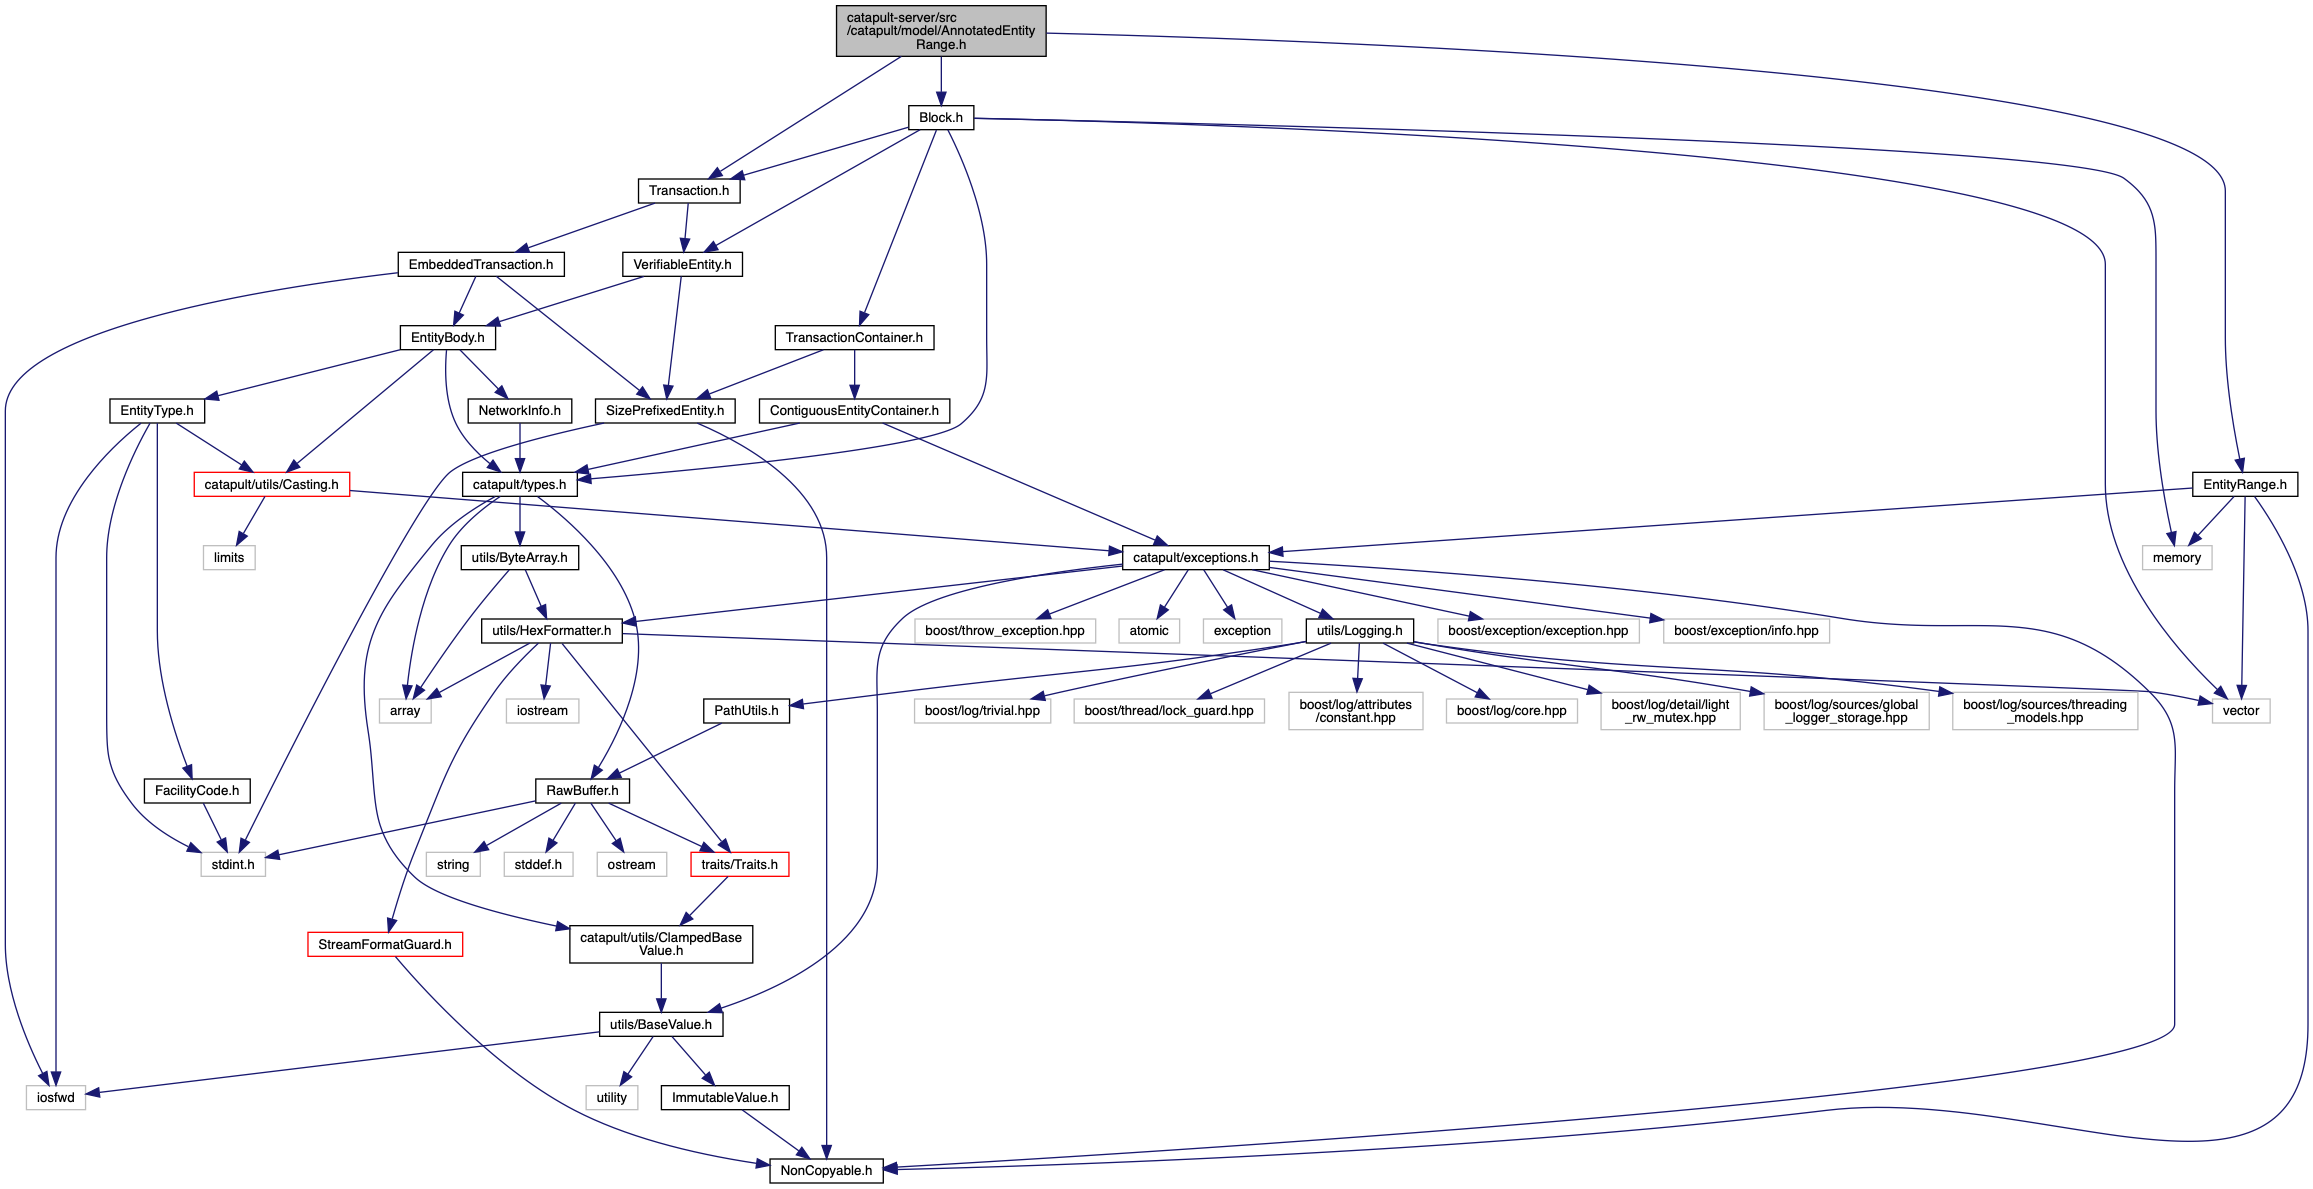 catapult-server/src
/catapult/model/AnnotatedEntity
Range.h
Block.h
Transaction.h
EmbeddedTransaction.h
VerifiableEntity.h
EntityBody.h
TransactionContainer.h
EntityType.h
NetworkInfo.h
SizePrefixedEntity.h
ContiguousEntityContainer.h
catapult/utils/Casting.h
catapult/types.h
EntityRange.h
limits
utils/ByteArray.h
catapult/exceptions.h
memory
utils/HexFormatter.h
boost/throw_exception.hpp
atomic
exception
utils/Logging.h
boost/exception/exception.hpp
boost/exception/info.hpp
array
iostream
PathUtils.h
boost/log/trivial.hpp
boost/thread/lock_guard.hpp
boost/log/attributes
/constant.hpp
boost/log/core.hpp
boost/log/detail/light
_rw_mutex.hpp
boost/log/sources/global
_logger_storage.hpp
boost/log/sources/threading
_models.hpp
vector
FacilityCode.h
RawBuffer.h
stdint.h
string
stddef.h
ostream
traits/Traits.h
StreamFormatGuard.h
catapult/utils/ClampedBase
Value.h
utils/BaseValue.h
iosfwd
utility
ImmutableValue.h
NonCopyable.h